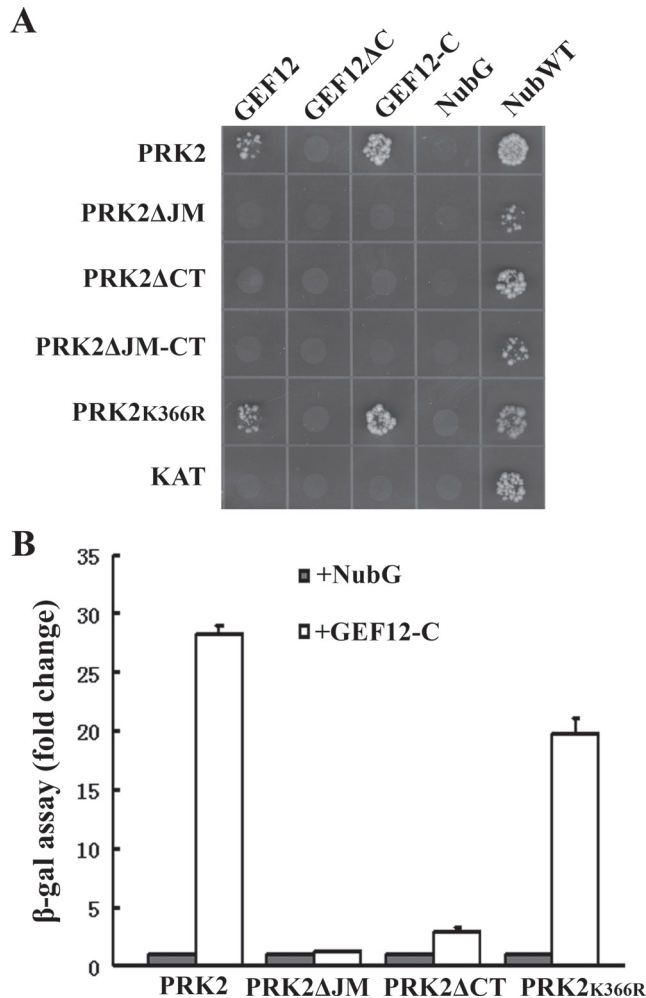 A
GEF12 GEF12ΔC GEF12-C NubG NubWT
PRK2
PRK2ΔJM
PRK2ΔCT
PRK2ΔJM-CT
PRK2K366R
KAT
B
β-gal assay (fold change)
35
30
25
20
15
10
5
0
+NubG
+GEF12-C
PRK2 PRK2ΔJM PRK2ΔCT PRK2K366R